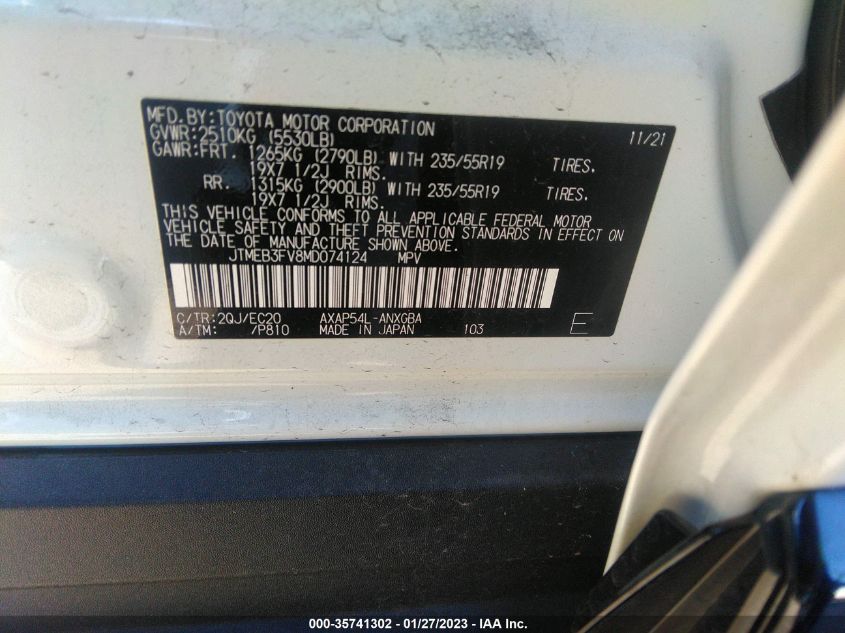 MFD.BY:TOYOTA MOTOR CORPORATION 11/21
GVWR:2510KG (5530LB)
GAWR:FRT. 1265KG (2790LB) WITH 235/55R19 TIRES.
19X7 1/2J RIMS.
RR. 1315KG (2900LB) WITH 235/55R19 TIRES.
19X7 1/2J RIMS.
THIS VEHICLE CONFORMS TO ALL APPLICABLE FEDERAL MOTOR
VEHICLE SAFETY AND THEFT PREVENTION STANDARDS IN EFFECT ON
THE DATE OF MANUFACTURE SHOWN ABOVE.
JTMEB3FV8MD074124 MPV
C/TR:2QJ/EC20 AXAP54L-ANXGBA
A/TM: /P810 MADE IN JAPAN 103 E
000-35741302 - 01/27/2023 - IAA Inc.